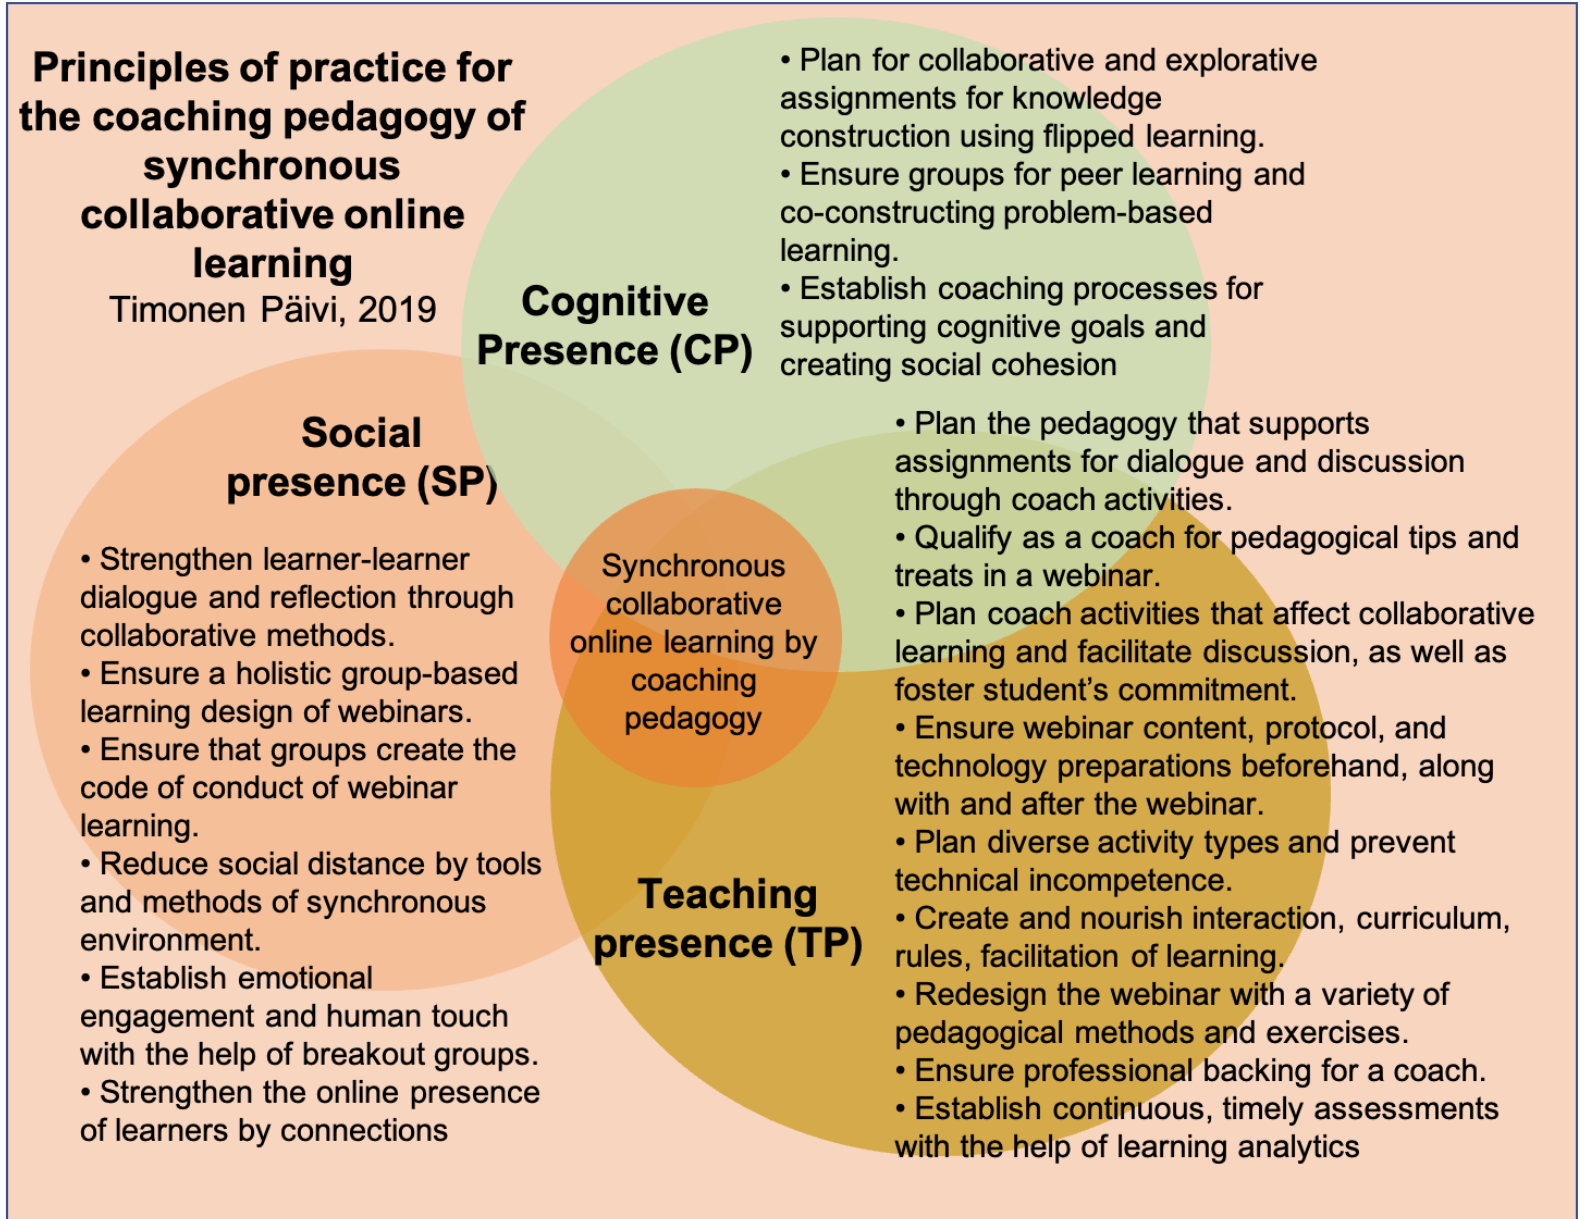 Principles of practice for
the coaching pedagogy of
synchronous
collaborative online
learning
Timonen Päivi, 2019
Cognitive
Presence (CP)
• Plan for collaborative and explorative
assignments for knowledge
construction using flipped learning.
• Ensure groups for peer learning and
co-constructing problem-based
learning.
• Establish coaching processes for
supporting cognitive goals and
creating social cohesion
Social
presence (SP)
• Strengthen learner-learner
dialogue and reflection through
collaborative methods.
• Ensure a holistic group-based
learning design of webinars.
• Ensure that groups create the
code of conduct of webinar
learning.
• Reduce social distance by tools
and methods of synchronous
environment.
• Establish emotional
engagement and human touch
with the help of breakout groups.
• Strengthen the online presence
of learners by connections
Synchronous
collaborative
online learning by
coaching
pedagogy
Teaching
presence (TP)
• Plan the pedagogy that supports
assignments for dialogue and discussion
through coach activities.
• Qualify as a coach for pedagogical tips and
treats in a webinar.
• Plan coach activities that affect collaborative
learning and facilitate discussion, as well as
foster student’s commitment.
• Ensure webinar content, protocol, and
technology preparations beforehand, along
with and after the webinar.
• Plan diverse activity types and prevent
technical incompetence.
• Create and nourish interaction, curriculum,
rules, facilitation of learning.
• Redesign the webinar with a variety of
pedagogical methods and exercises.
• Ensure professional backing for a coach.
• Establish continuous, timely assessments
with the help of learning analytics